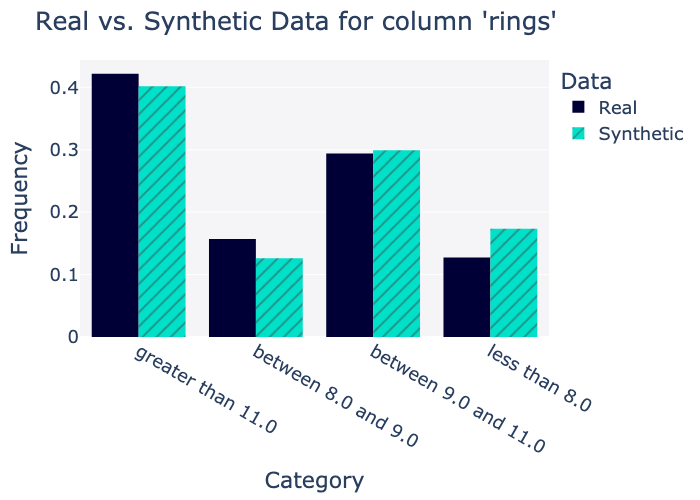 Real vs. Synthetic Data for column 'rings'
Data
Real
Synthetic
Frequency
0.4
0.3
0.2
0.1
0
greater than 11.0
between 8.0 and 9.0
between 9.0 and 11.0
less than 8.0
Category